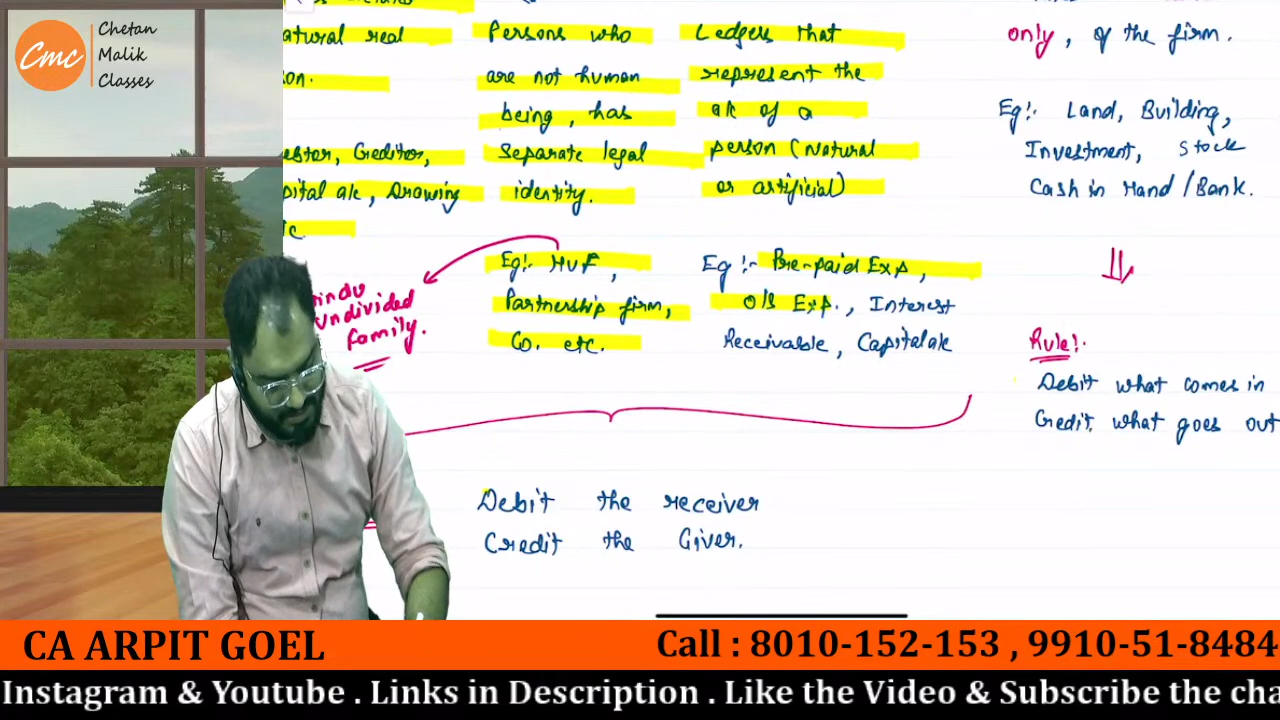 Chetan
Malik
Classes
CMC
natural real
on.
Debtor, Creditor,
pital a/c, Drawing
Persons who
are not human
being, has
Separate legal
identity.
Eg:- HUF,
Partnership firm,
Co. etc.
Hindu
Undivided
family.
Ledgers that
represent the
a/c of a
person (Natural
or artificial)
Eg:- Pre-paid Exp,
O/S Exp., Interest
Receivable, Capital a/c
only, of the firm.
Eg:- Land, Building,
Investment, Stock
Cash in Hand/Bank.
Rule:-
Debit what comes in
Credit what goes out
Debit the receiver
Credit the Giver.
CA ARPIT GOEL
Call : 8010-152-153 , 9910-51-8484
Instagram & Youtube . Links in Description . Like the Video & Subscribe the cha